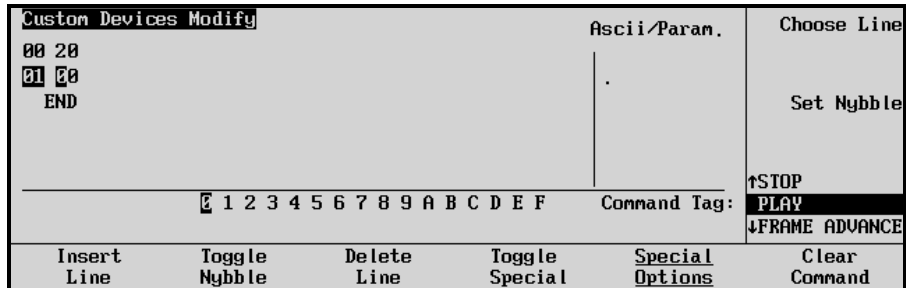 Custom Devices Modify
Ascii/Param.
Choose Line
00 20
01 00
.
END
Set Nybble
↑STOP
0 1 2 3 4 5 6 7 8 9 A B C D E F
Command Tag:
PLAY
↓FRAME ADVANCE
Insert Line
Toggle Nybble
Delete Line
Toggle Special
Special Options
Clear Command